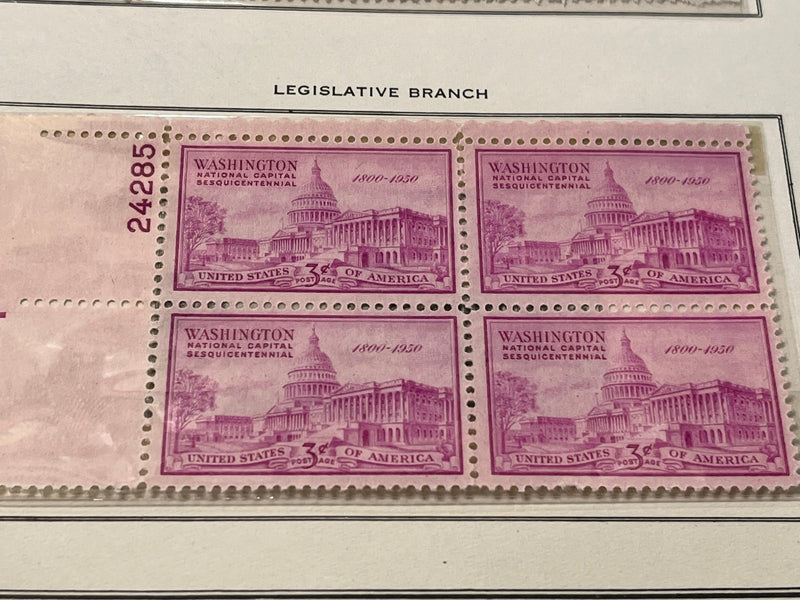 LEGISLATIVE BRANCH
24285
WASHINGTON
NATIONAL CAPITAL
SESQUICENTENNIAL
1800-1950
UNITED STATES 3¢ OF AMERICA
POSTAGE
WASHINGTON
NATIONAL CAPITAL
SESQUICENTENNIAL
1800-1950
UNITED STATES 3¢ OF AMERICA
POSTAGE
WASHINGTON
NATIONAL CAPITAL
SESQUICENTENNIAL
1800-1950
UNITED STATES 3¢ OF AMERICA
POSTAGE
WASHINGTON
NATIONAL CAPITAL
SESQUICENTENNIAL
1800-1950
UNITED STATES 3¢ OF AMERICA
POSTAGE